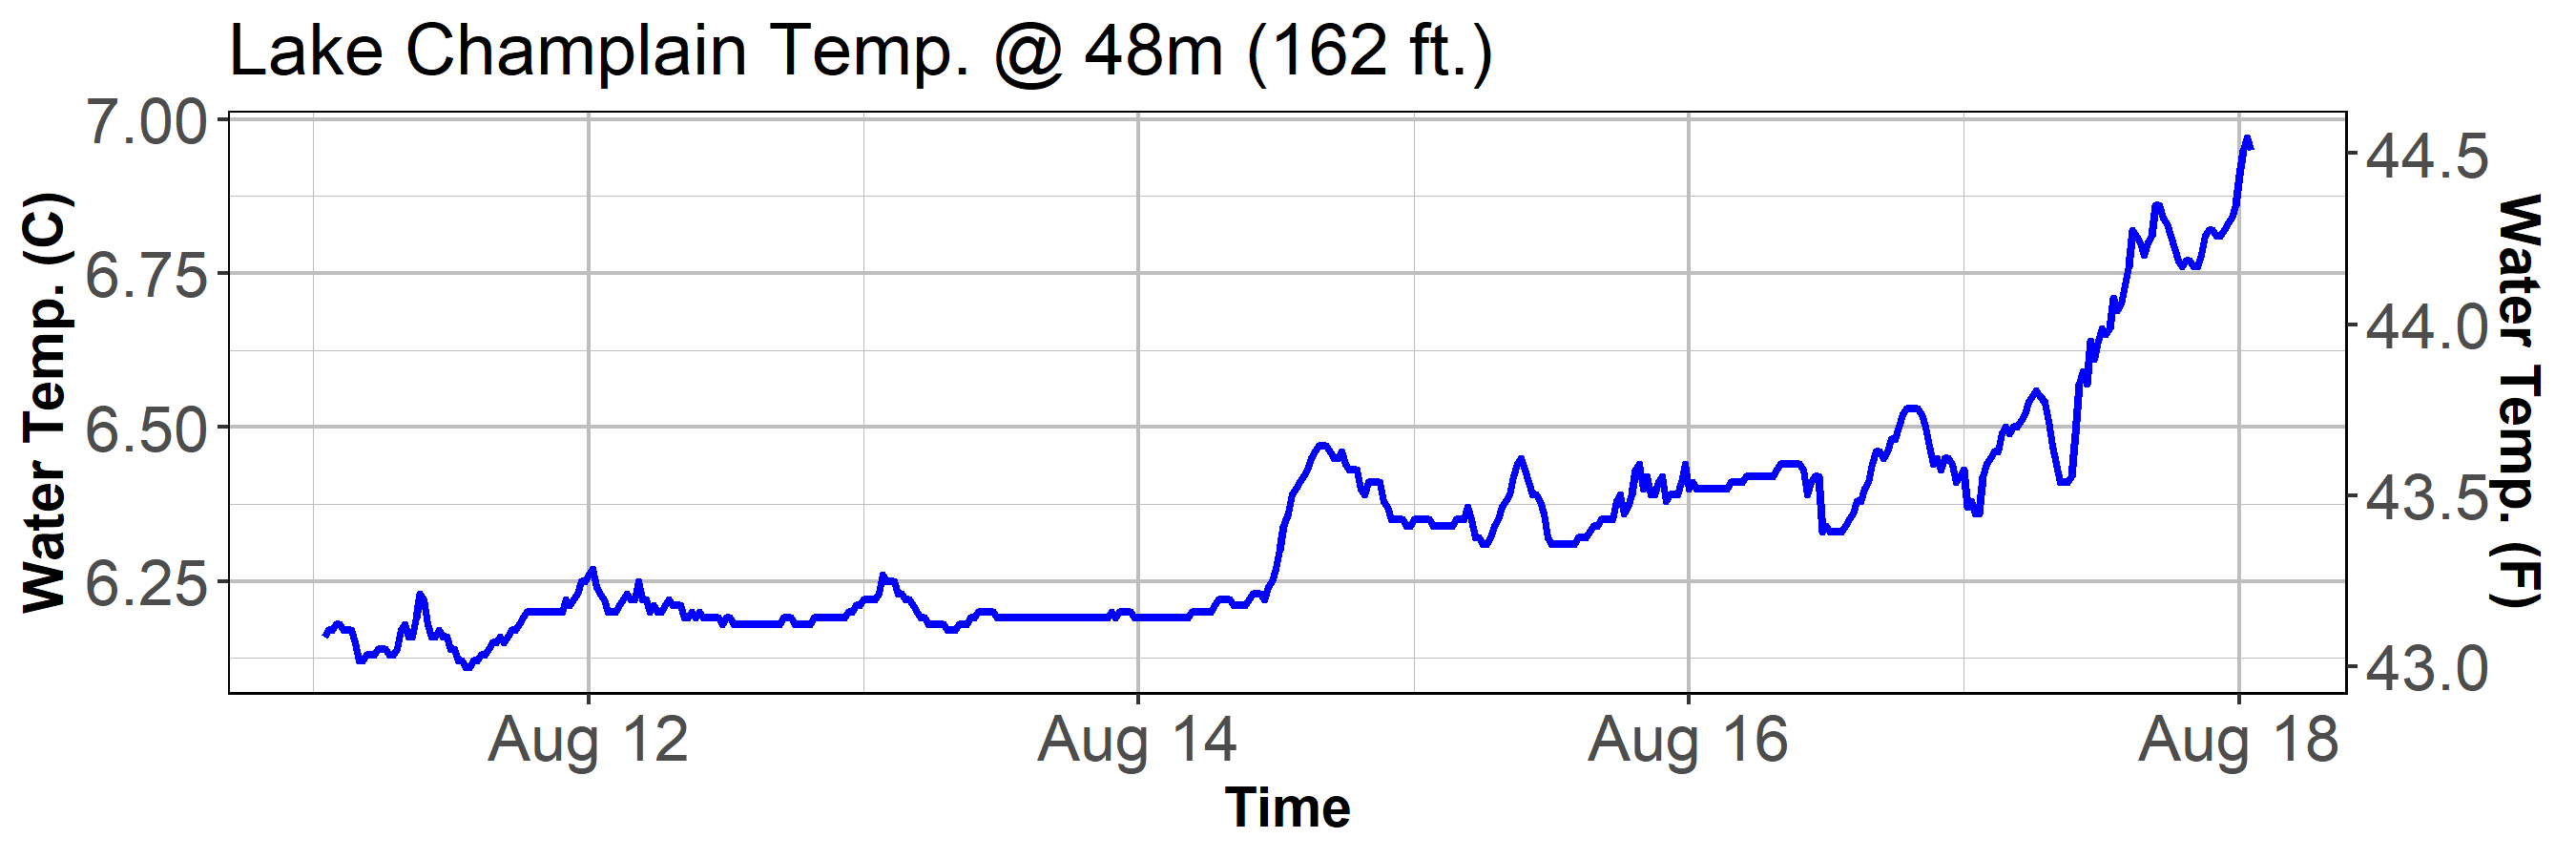 Lake Champlain Temp. @ 48m (162 ft.)
Water Temp. (C)
7.00
6.75
6.50
6.25
44.5
44.0
43.5
43.0
Water Temp. (F)
Aug 12
Aug 14
Aug 16
Aug 18
Time